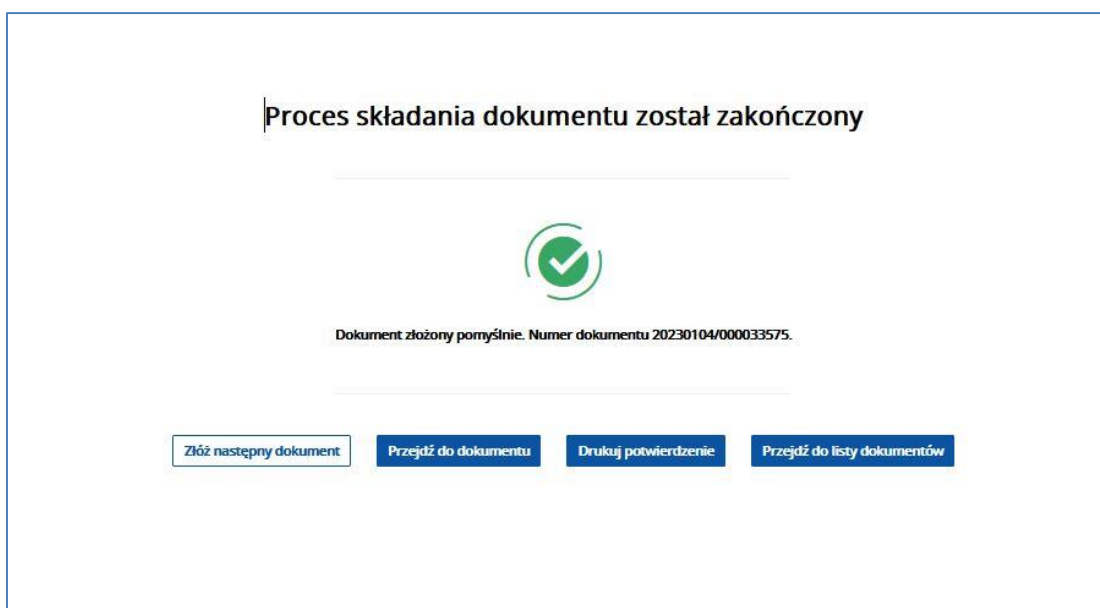 Proces składania dokumentu został zakończony
Dokument złożony pomyślnie. Numer dokumentu 20230104/000033575.
Złóż następny dokument
Przejdź do dokumentu
Drukuj potwierdzenie
Przejdź do listy dokumentów